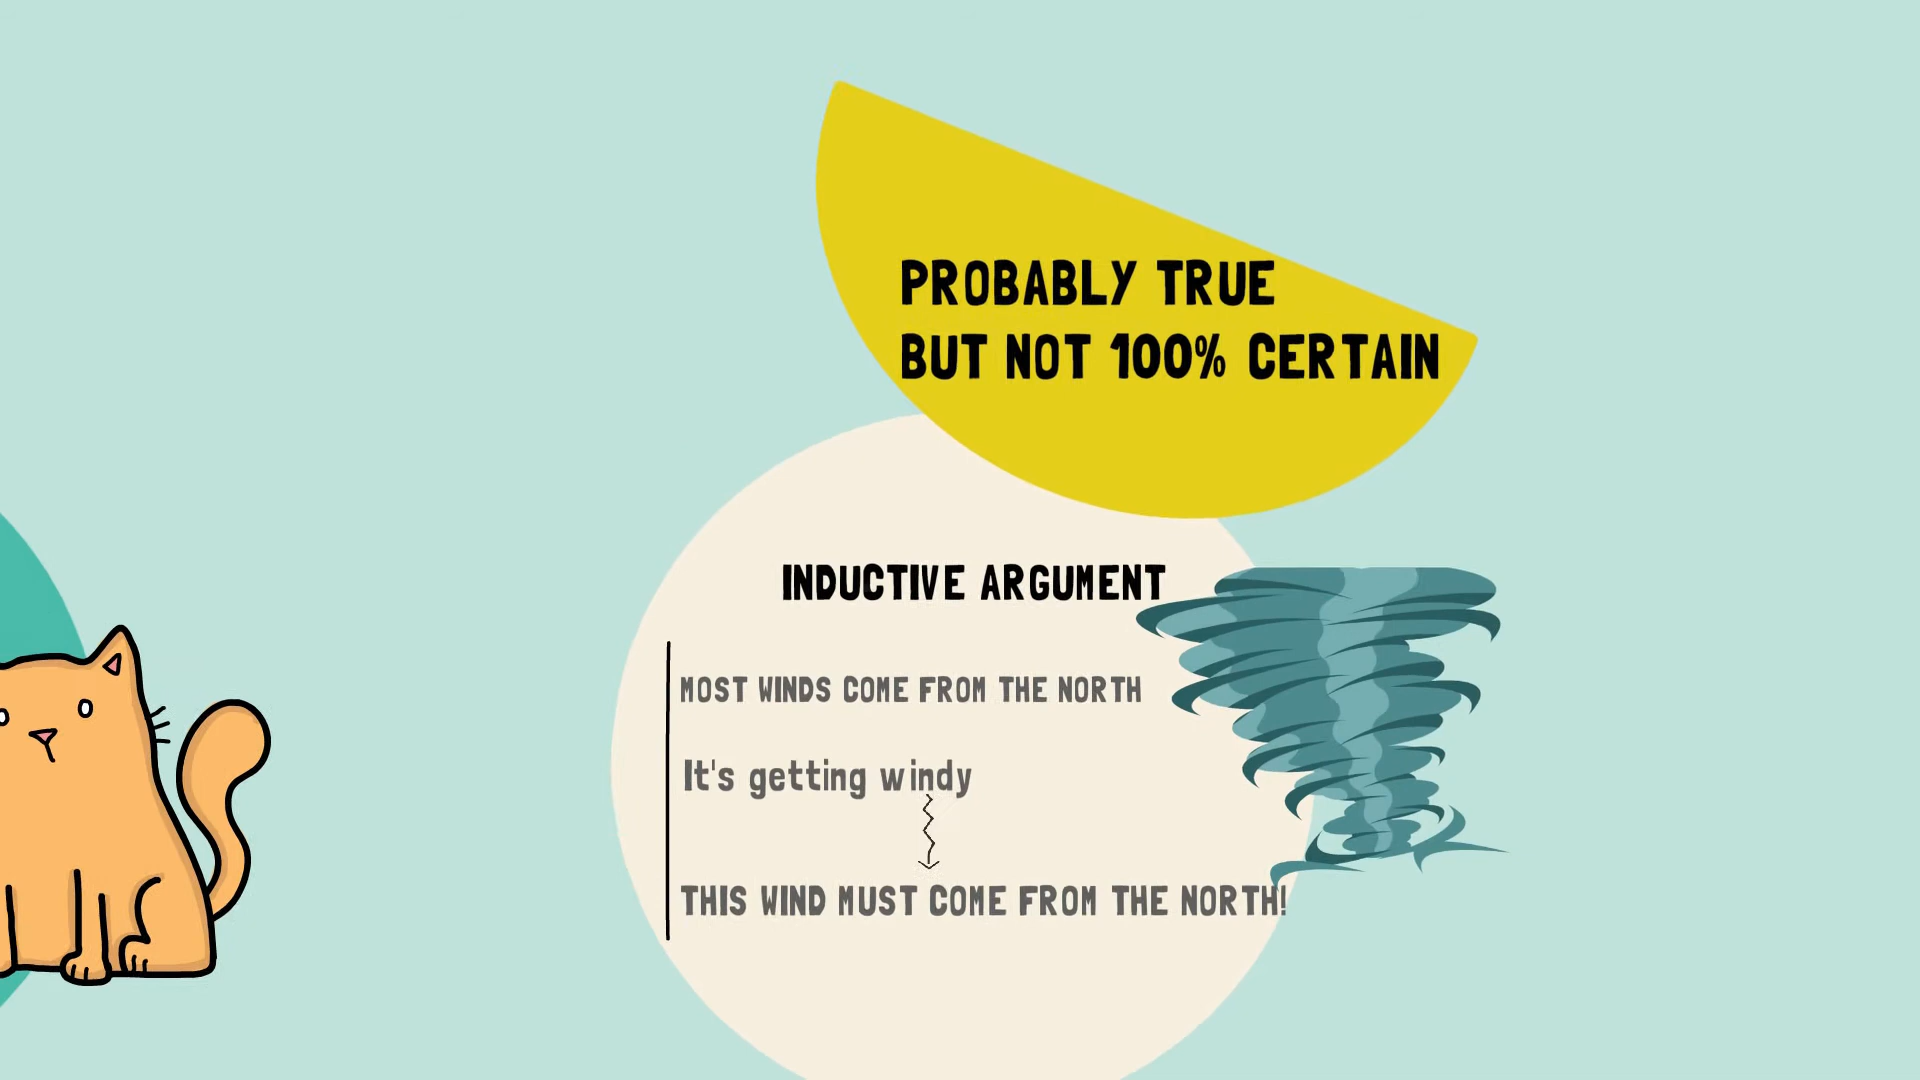 PROBABLY TRUE
BUT NOT 100% CERTAIN
INDUCTIVE ARGUMENT
MOST WINDS COME FROM THE NORTH
It's getting windy
THIS WIND MUST COME FROM THE NORTH!